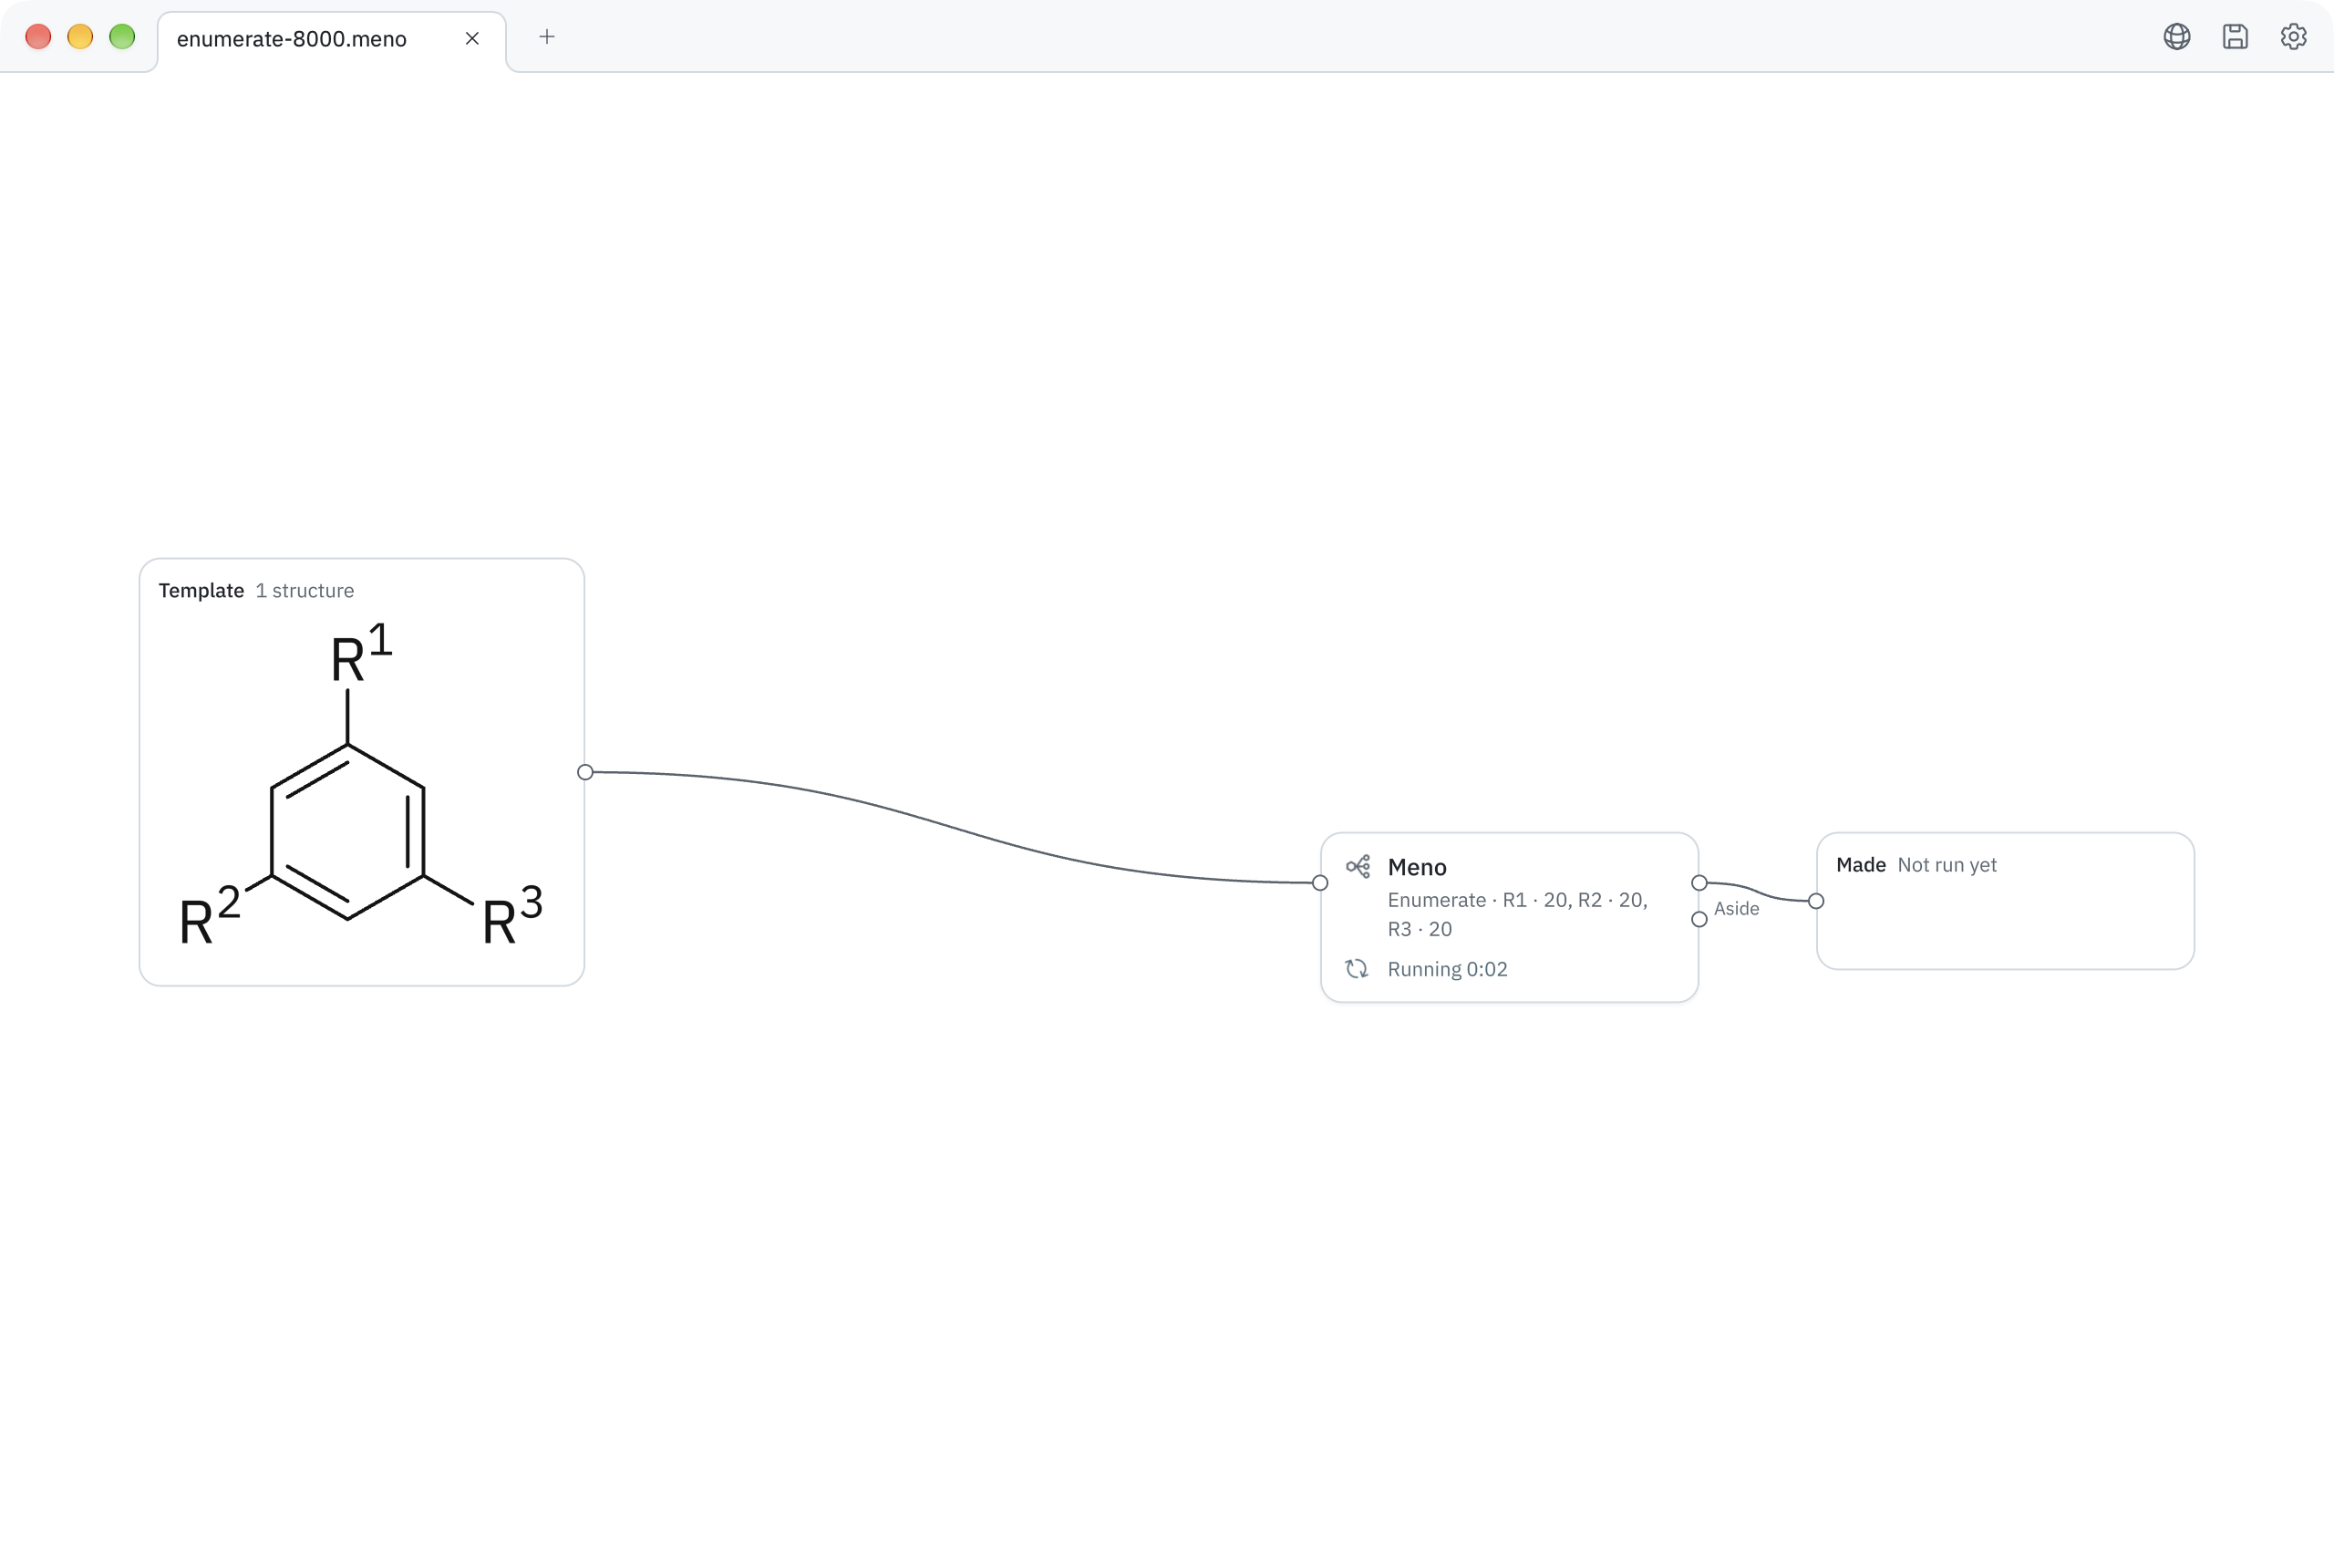 enumerate-8000.meno
Template 1 structure
R1
R2
R3
Meno
Enumerate · R1 · 20, R2 · 20,
R3 · 20
Running 0:02
Aside
Made Not run yet